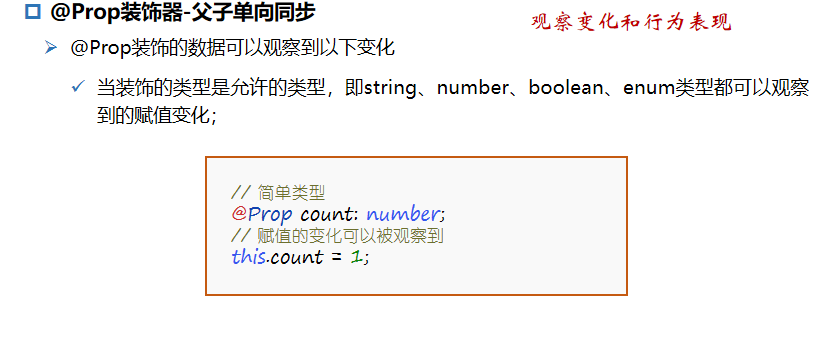 @Prop装饰器-父子单向同步
观察变化和行为表现
@Prop装饰的数据可以观察到以下变化
当装饰的类型是允许的类型，即string、number、boolean、enum类型都可以观察
到的赋值变化；
// 简单类型
@Prop count: number;
// 赋值的变化可以被观察到
this.count = 1;